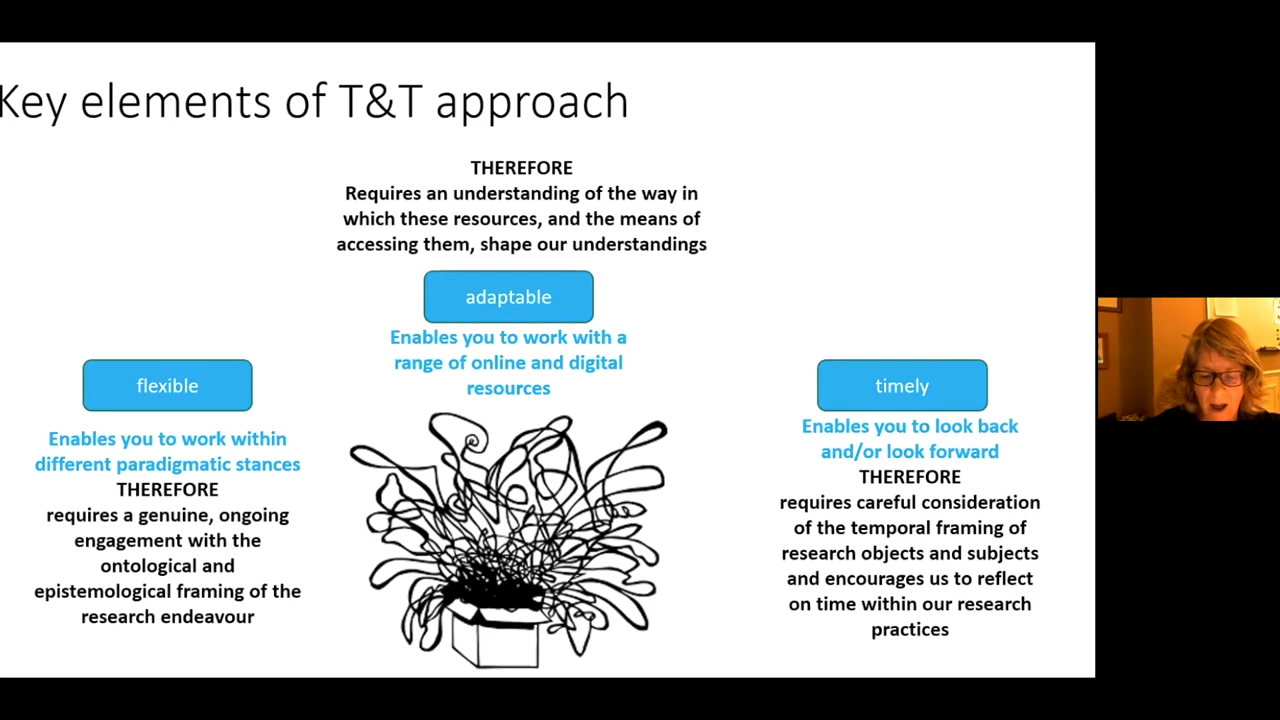 Key elements of T&T approach
THEREFORE
Requires an understanding of the way in
which these resources, and the means of
accessing them, shape our understandings
adaptable
Enables you to work with a
range of online and digital
resources
flexible
Enables you to work within
different paradigmatic stances
THEREFORE
requires a genuine, ongoing
engagement with the
ontological and
epistemological framing of the
research endeavour
timely
Enables you to look back
and/or look forward
THEREFORE
requires careful consideration
of the temporal framing of
research objects and subjects
and encourages us to reflect
on time within our research
practices